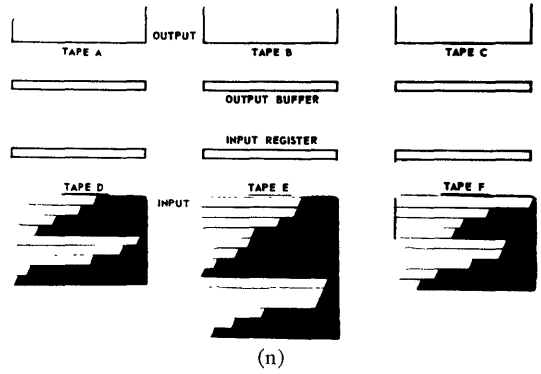 OUTPUT
TAPE A
TAPE B
TAPE C
OUTPUT BUFFER
INPUT REGISTER
TAPE D
INPUT
TAPE E
TAPE F
(n)